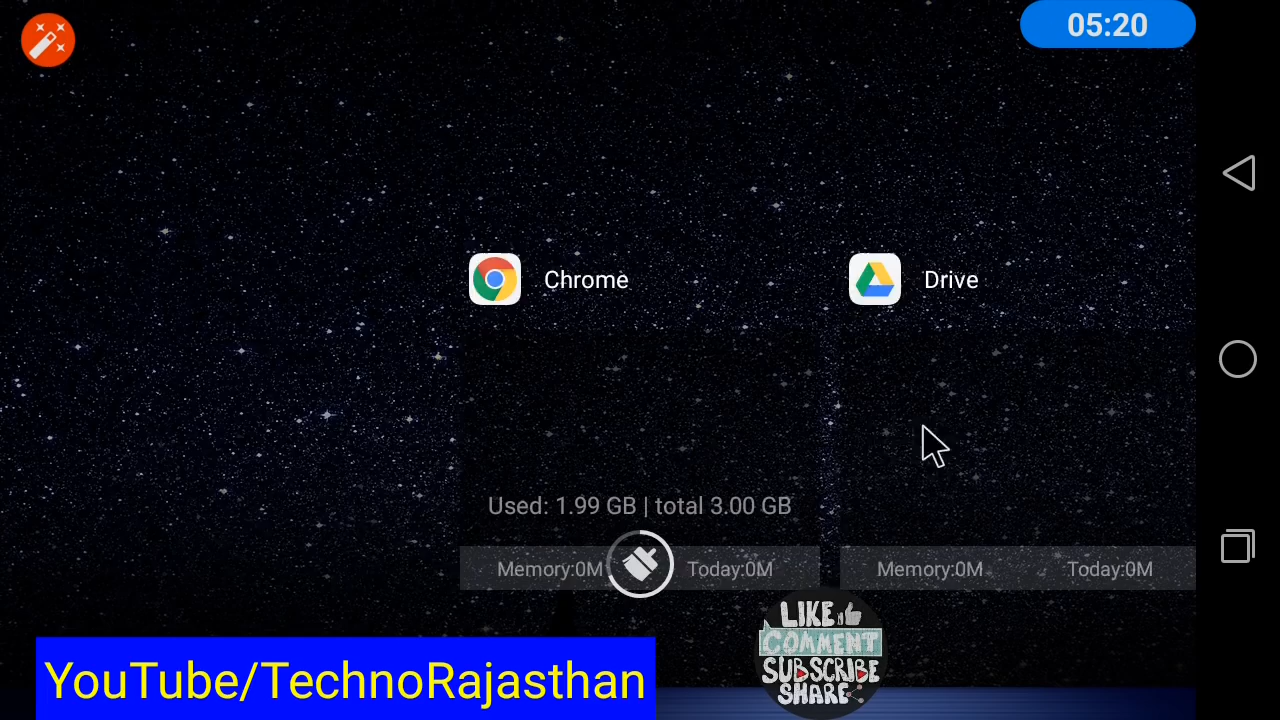 05:20
Chrome
Drive
Used: 1.99 GB | total 3.00 GB
Memory:0M
Today:0M
Memory:0M
Today:0M
LIKE
COMMENT
SUBSCRIBE
SHARE
YouTube/TechnoRajasthan